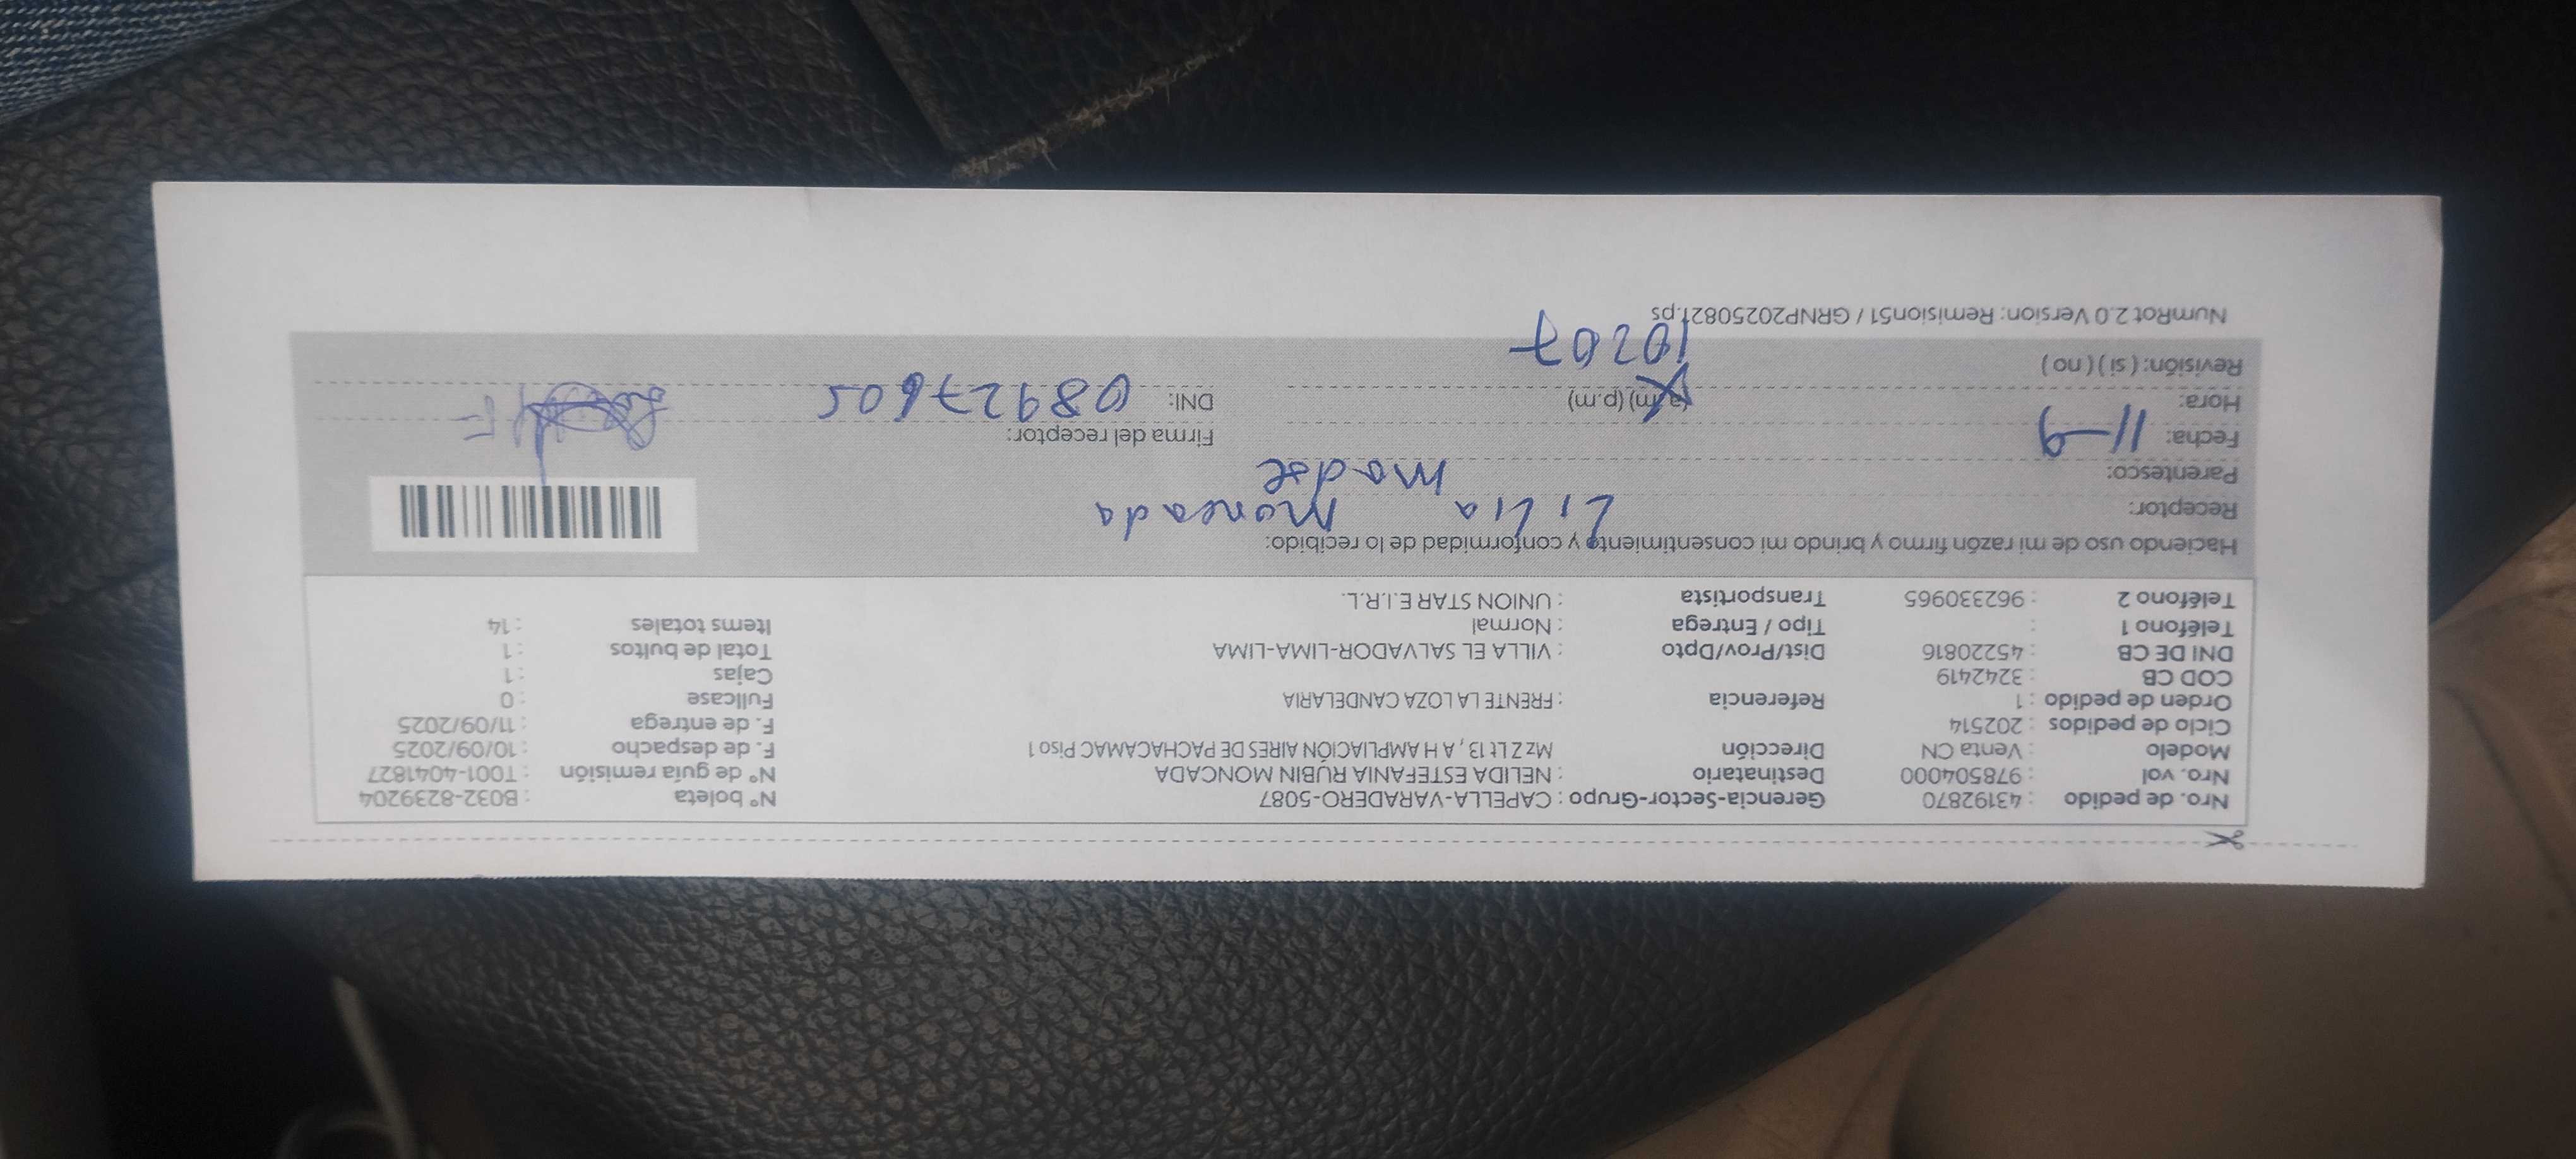 Nro. de pedido : 43192870 Gerencia-Sector-Grupo : CAPELLA-VARADERO-5087 N° boleta : B032-8239204
Nro. vol : 978504000 Destinatario : NELIDA ESTEFANIA RUBIN MONCADA N° de guía remisión : T001-4041827
Modelo : Venta CN Dirección Mz Z Lt 13 , A H AMPLIACIÓN AIRES DE PACHACAMAC Piso 1 F. de despacho : 10/09/2025
Ciclo de pedidos : 202514 F. de entrega : 11/09/2025
Orden de pedido : 1 Referencia : FRENTE LA LOZA CANDELARIA Fullcase : 0
COD CB : 3242419 Cajas : 1
DNI DE CB : 45220816 Dist/Prov/Dpto : VILLA EL SALVADOR-LIMA-LIMA Total de bultos : 1
Teléfono 1 : Tipo / Entrega : Normal Items totales : 14
Teléfono 2 : 962330965 Transportista : UNION STAR E.I.R.L.
Haciendo uso de mi razón firmo y brindo mi consentimiento y conformidad de lo recibido:
Receptor: Lilia Moncada
Parentesco: madre
Fecha: 11-9 Firma del receptor:
Hora: (a.m) (p.m) DNI: 08927605
Revisión: ( si ) ( no ) 10207
NumRot 2.0 Version: Remision51 / GRNP20250821.ps